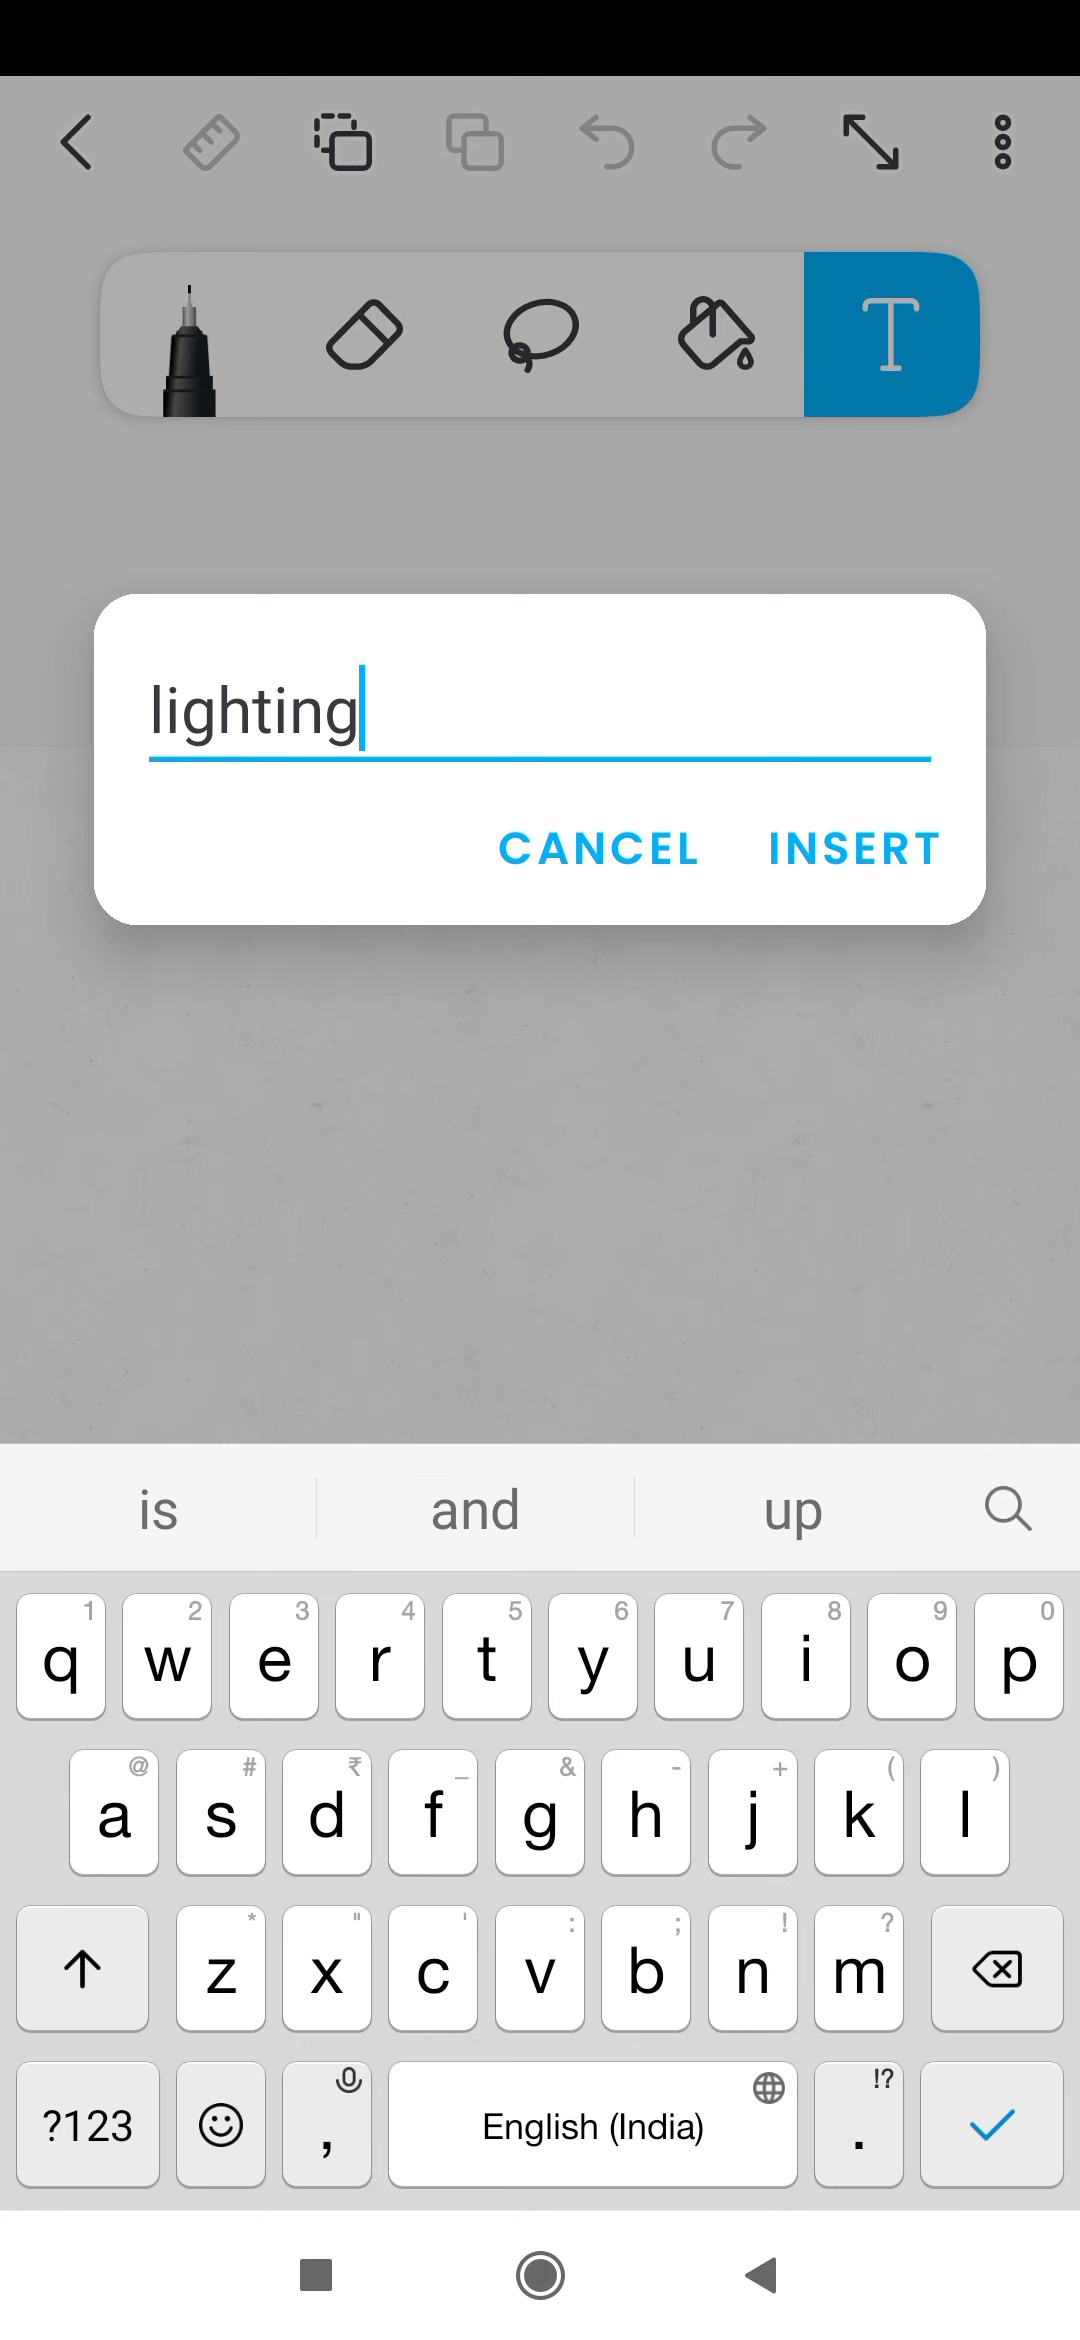 lighting
CANCEL INSERT
is and up
1 2 3 4 5 6 7 8 9 0
q w e r t y u i o p
@ # ₹ _ & - + ( )
a s d f g h j k l
* " ' : ; ! ?
z x c v b n m
?123 , English (India) . !?